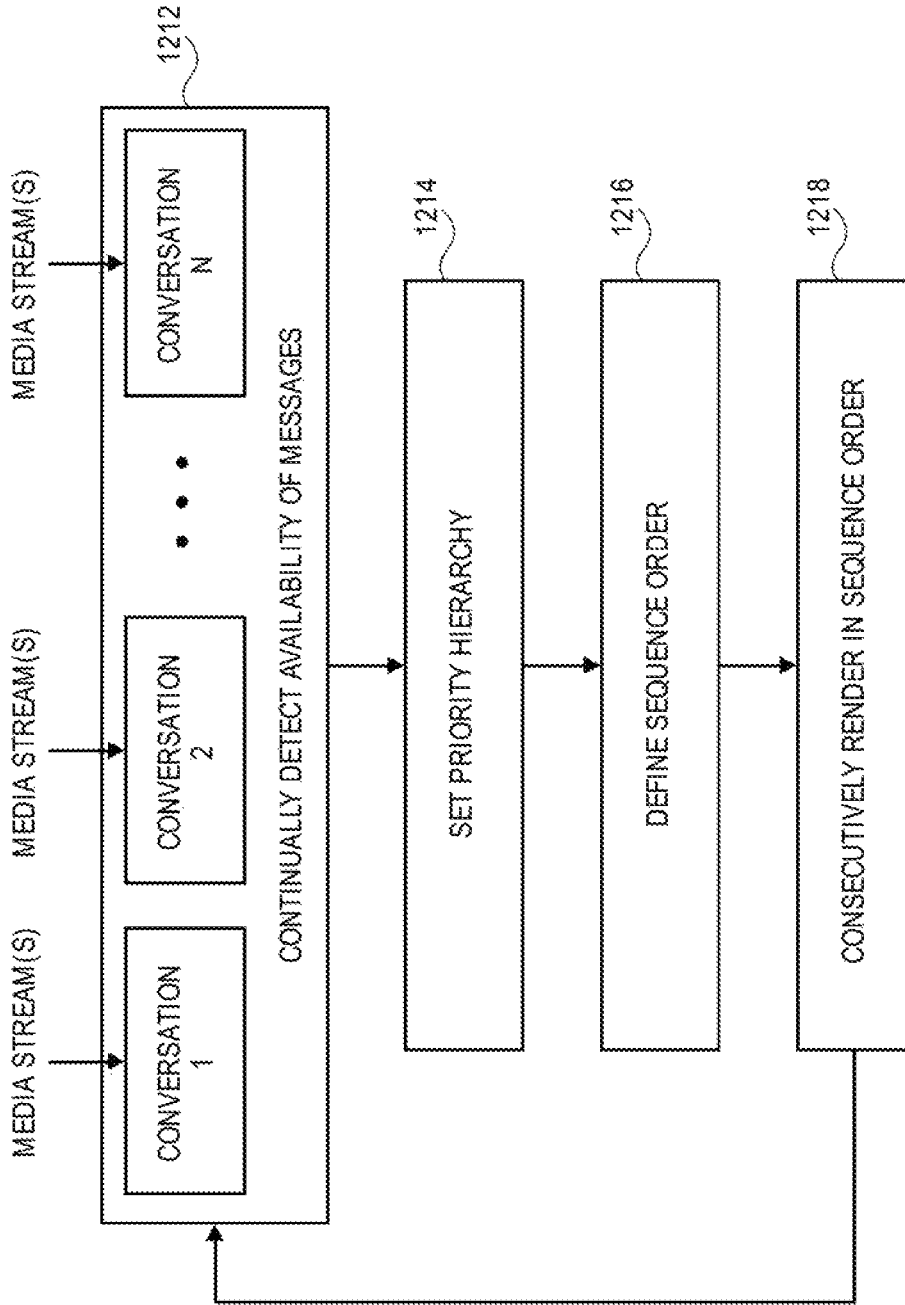 MEDIA STREAM(S)
MEDIA STREAM(S)
MEDIA STREAM(S)
CONVERSATION
1
CONVERSATION
2
• • •
CONVERSATION
N
CONTINUALLY DETECT AVAILABILITY OF MESSAGES
1212
SET PRIORITY HIERARCHY
1214
DEFINE SEQUENCE ORDER
1216
CONSECUTIVELY RENDER IN SEQUENCE ORDER
1218